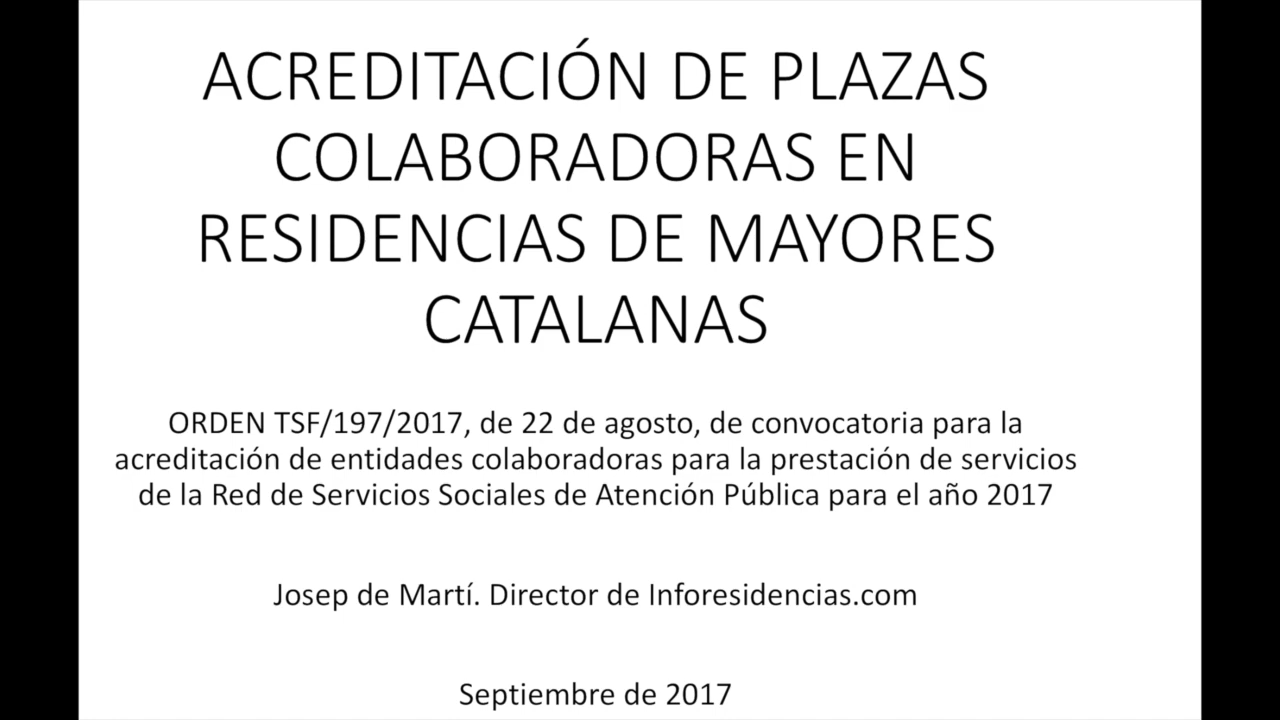 ACREDITACIÓN DE PLAZAS
COLABORADORAS EN
RESIDENCIAS DE MAYORES
CATALANAS
ORDEN TSF/197/2017, de 22 de agosto, de convocatoria para la
acreditación de entidades colaboradoras para la prestación de servicios
de la Red de Servicios Sociales de Atención Pública para el año 2017
Josep de Martí. Director de Inforesidencias.com
Septiembre de 2017